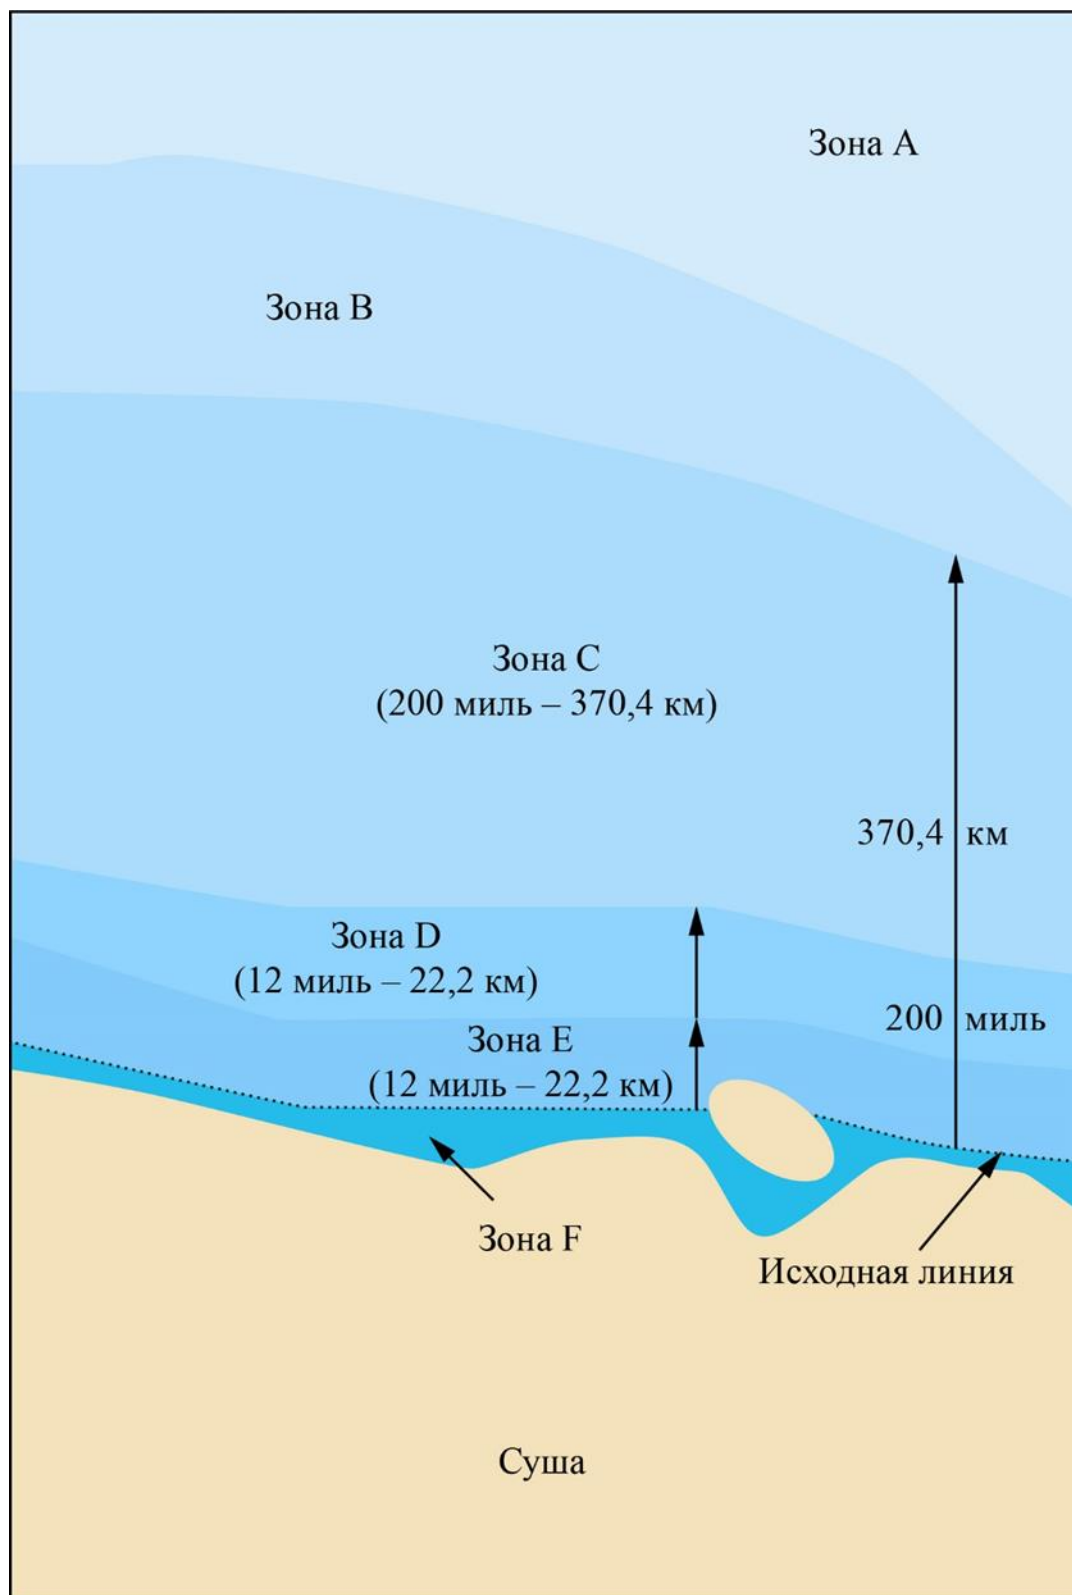 Зона A
Зона B
Зона C
(200 миль – 370,4 км)
370,4 км
Зона D
(12 миль – 22,2 км)
200 миль
Зона E
(12 миль – 22,2 км)
Зона F
Исходная линия
Суша